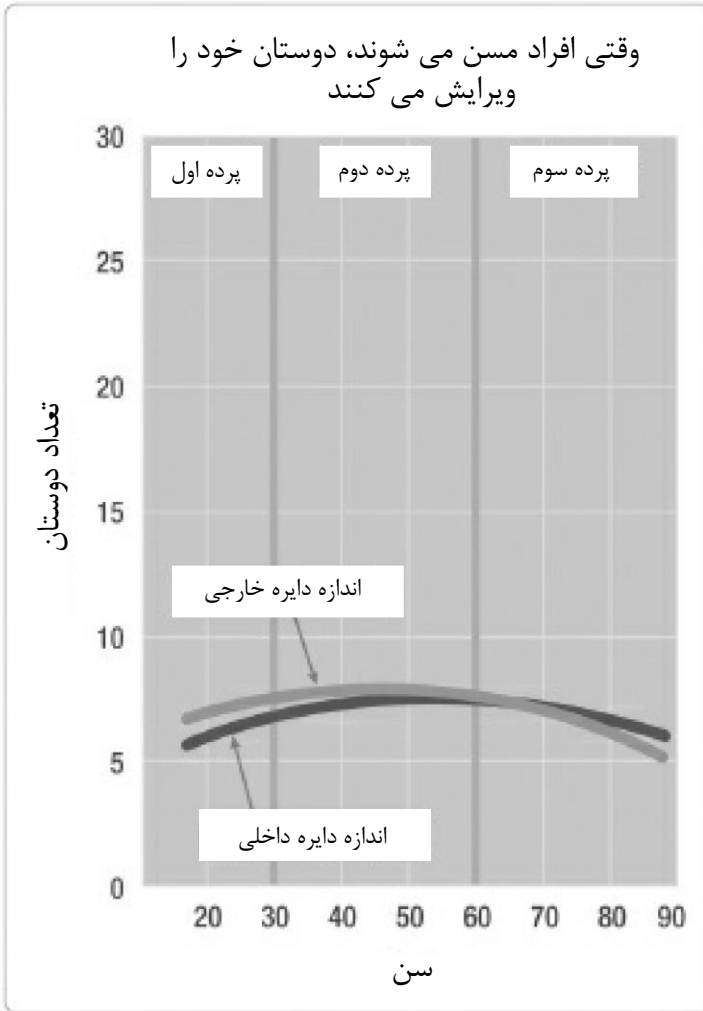 وقتی افراد مسن می شوند، دوستان خود را
ویرایش می کنند
پرده اول
پرده دوم
پرده سوم
30
25
20
15
10
5
0
تعداد دوستان
اندازه دایره خارجی
اندازه دایره داخلی
20 30 40 50 60 70 80 90
سن